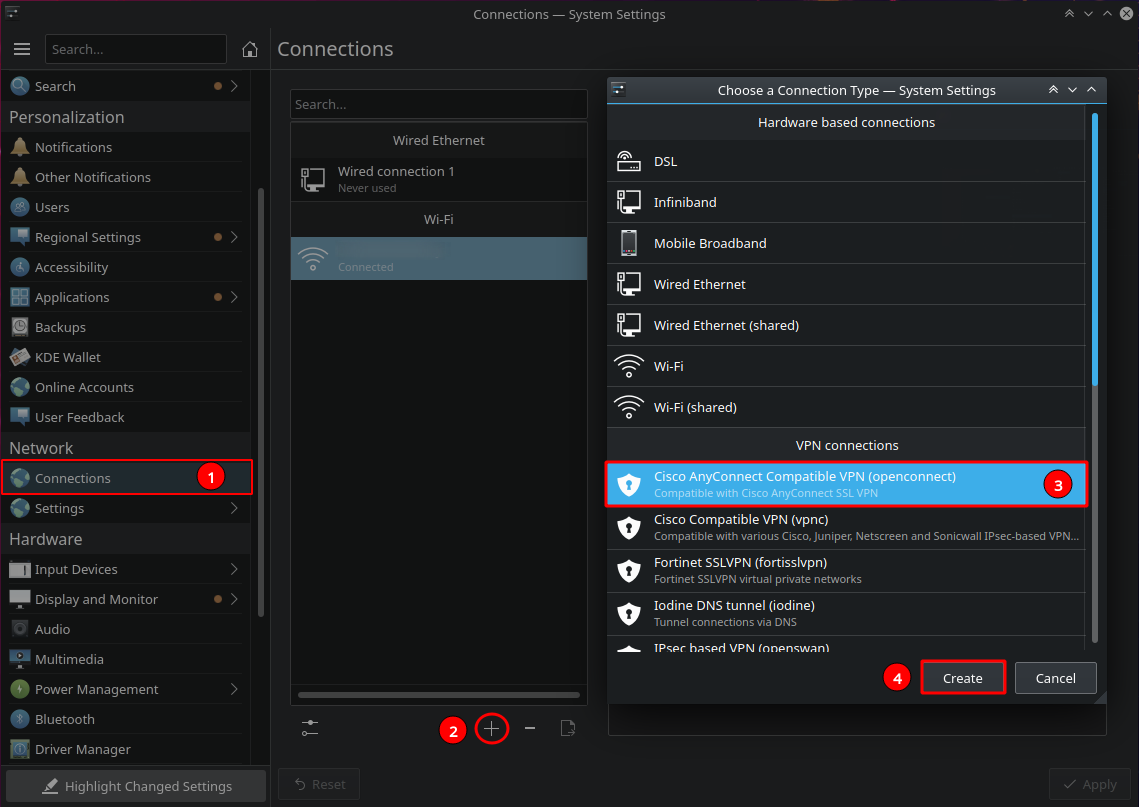 Connections — System Settings
Search...
Connections
Search
Personalization
Notifications
Other Notifications
Users
Regional Settings
Accessibility
Applications
Backups
KDE Wallet
Online Accounts
User Feedback
Network
Connections
1
Settings
Hardware
Input Devices
Display and Monitor
Audio
Multimedia
Power Management
Bluetooth
Driver Manager
Highlight Changed Settings
Search...
Wired Ethernet
Wired connection 1
Never used
Wi-Fi
Connected
2
Reset
Apply
Choose a Connection Type — System Settings
Hardware based connections
DSL
Infiniband
Mobile Broadband
Wired Ethernet
Wired Ethernet (shared)
Wi-Fi
Wi-Fi (shared)
VPN connections
Cisco AnyConnect Compatible VPN (openconnect)
Compatible with Cisco AnyConnect SSL VPN
3
Cisco Compatible VPN (vpnc)
Compatible with various Cisco, Juniper, Netscreen and Sonicwall IPsec-based VPN...
Fortinet SSLVPN (fortisslvpn)
Fortinet SSLVPN virtual private networks
Iodine DNS tunnel (iodine)
Tunnel connections via DNS
IPsec based VPN (openswan)
4
Create
Cancel